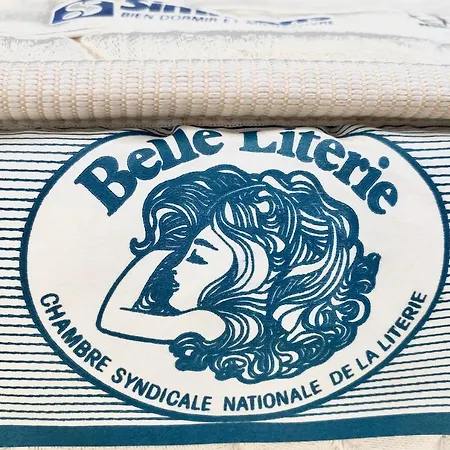 BIEN DORMIR ET
Belle Literie
CHAMBRE SYNDICALE NATIONALE DE LA LITERIE